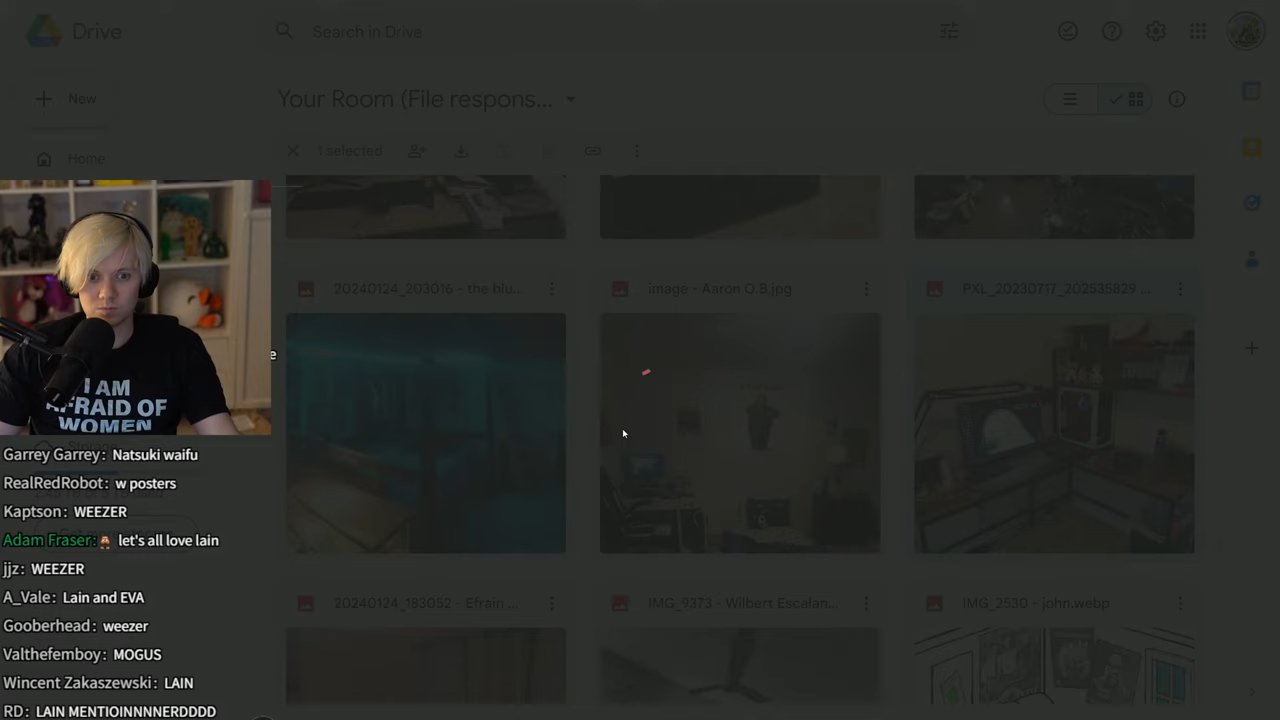 Drive
Search in Drive
New
Your Room (File respons...
Home
1 selected
20240124_203016 - the blu...
image - Aaron O.S.jpg
PXL_20230717_202535829 ...
I AM
AFRAID OF
WOMEN
e
Storage
Garrey Garrey: Natsuki waifu
RealRedRobot: w posters
Kaptson: WEEZER
Adam Fraser: let's all love lain
jjz: WEEZER
A_Vale: Lain and EVA
Gooberhead: weezer
Valthefemboy: MOGUS
Wincent Zakaszewski: LAIN
RD: LAIN MENTIOINNNNERDDDD
20240124_183052 - Efrain ...
IMG_9373 - Wilbert Escalan...
IMG_2530 - john.webp